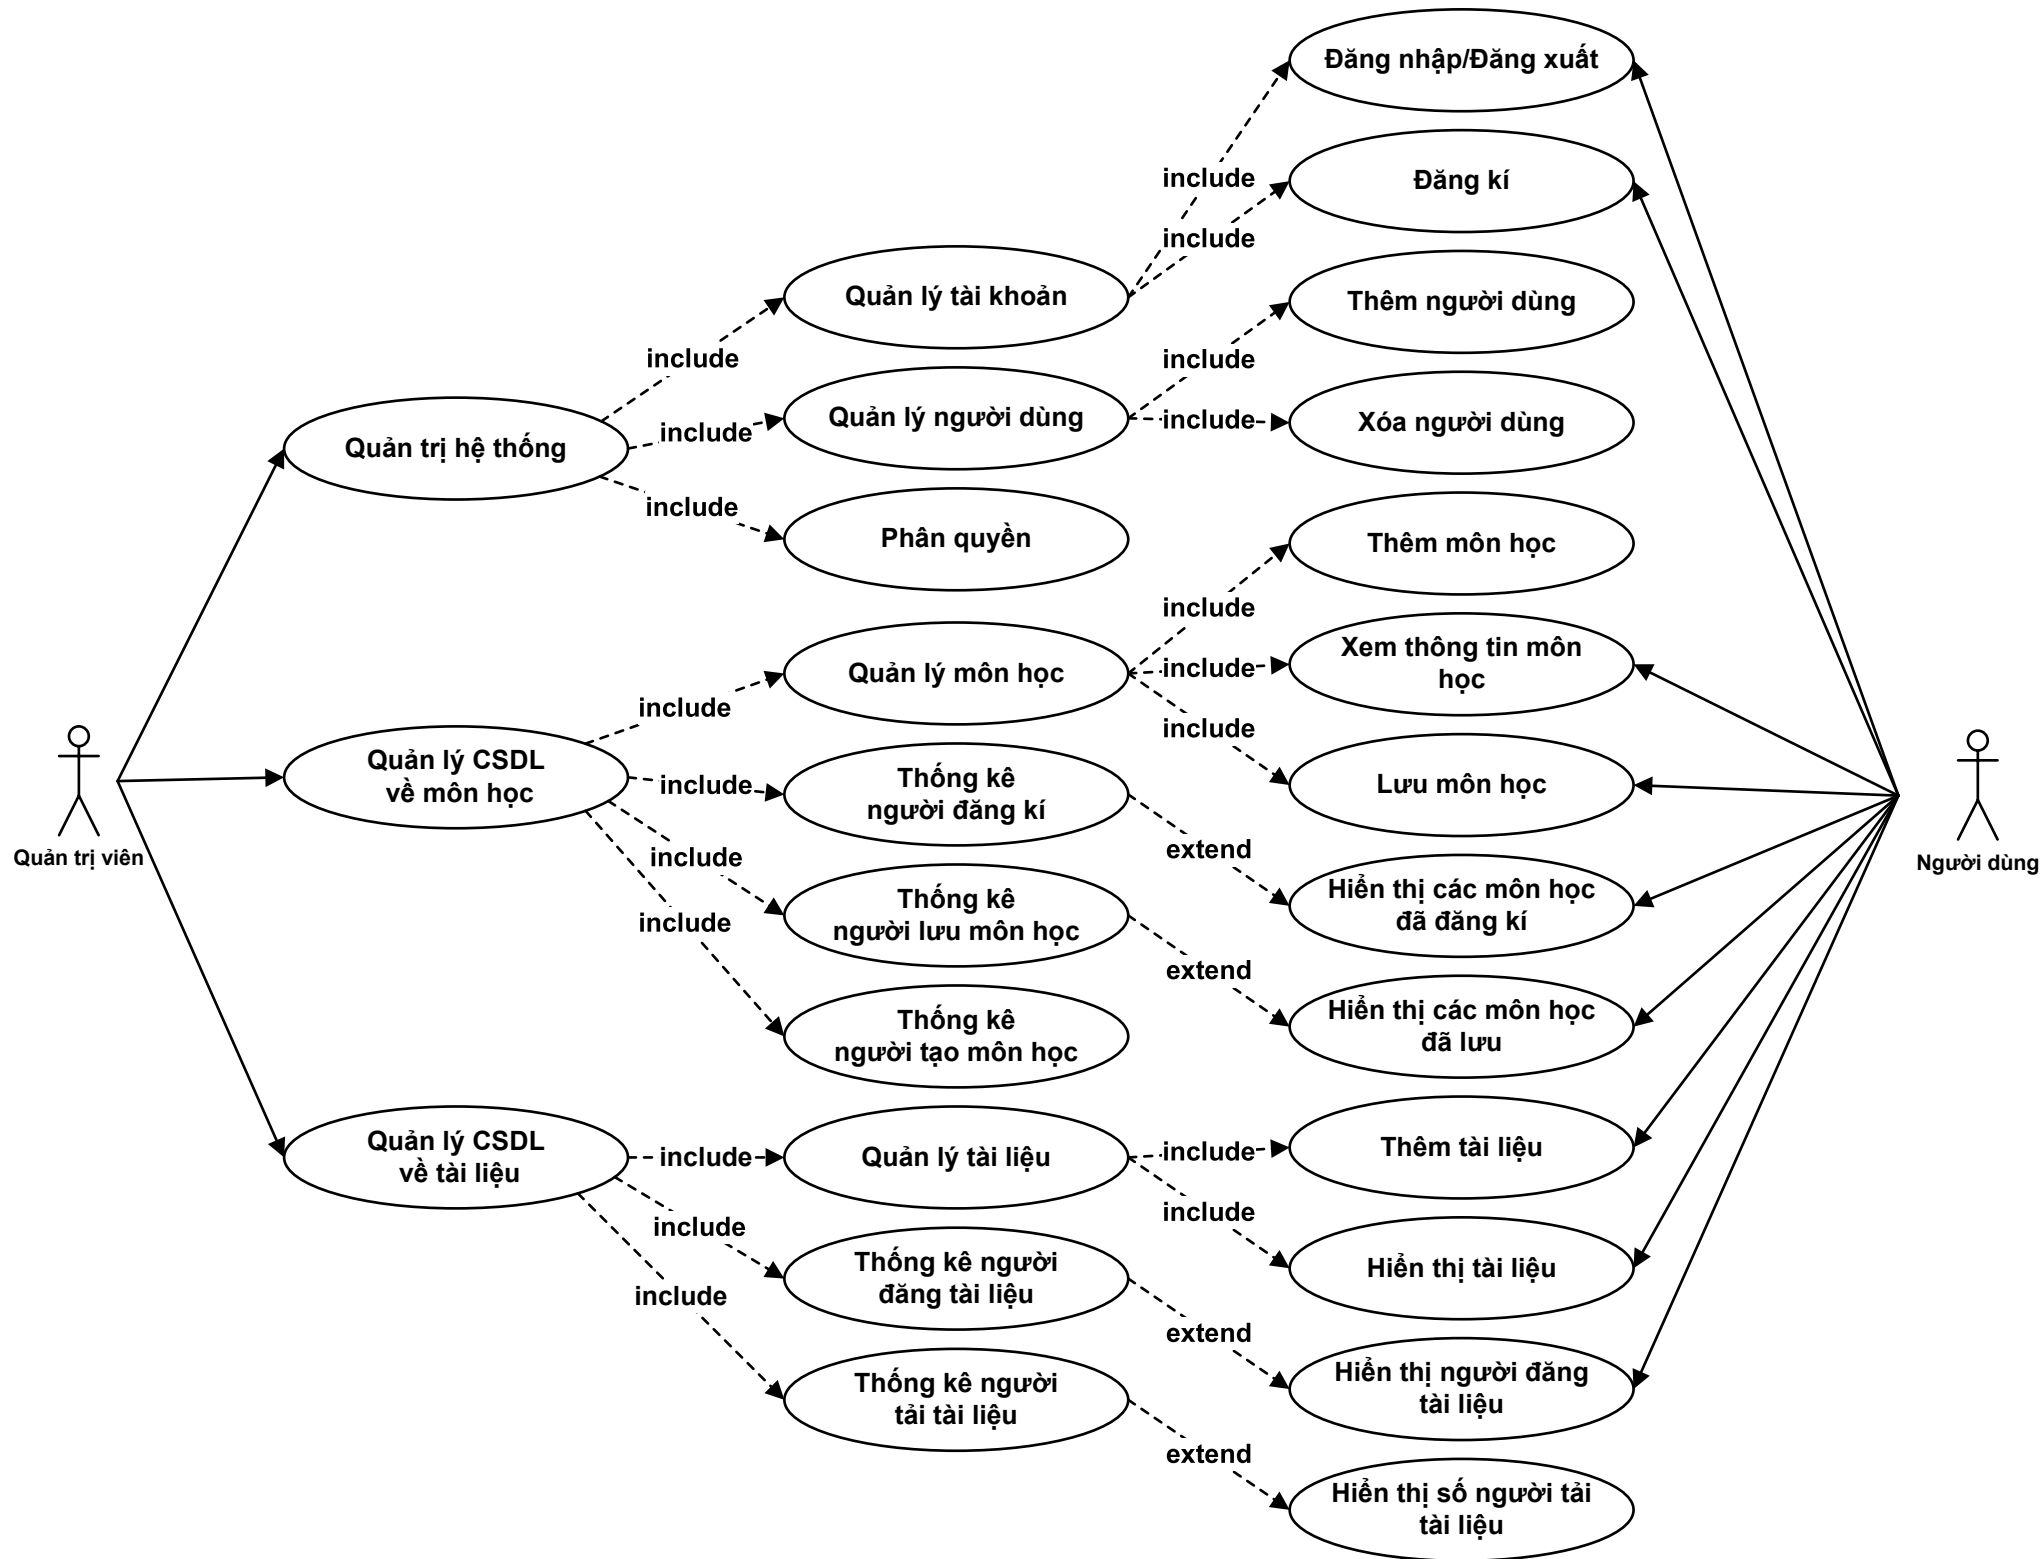 Đăng nhập/Đăng xuất
include
Đăng kí
include
Quản lý tài khoản
Thêm người dùng
include
include
Quản lý người dùng
include
Xóa người dùng
include
Quản trị hệ thống
include
Phân quyền
Thêm môn học
include
Xem thông tin môn
học
include
Quản lý môn học
include
include
Quản lý CSDL
về môn học
include
Thống kê
người đăng kí
Lưu môn học
Quản trị viên
Người dùng
include
extend
Hiển thị các môn học
đã đăng kí
Thống kê
người lưu môn học
include
extend
Hiển thị các môn học
đã lưu
Thống kê
người tạo môn học
Quản lý CSDL
về tài liệu
include
Quản lý tài liệu
include
Thêm tài liệu
include
include
Hiển thị tài liệu
Thống kê người
đăng tài liệu
include
extend
Hiển thị người đăng
tài liệu
Thống kê người
tải tài liệu
extend
Hiển thị số người tải
tài liệu